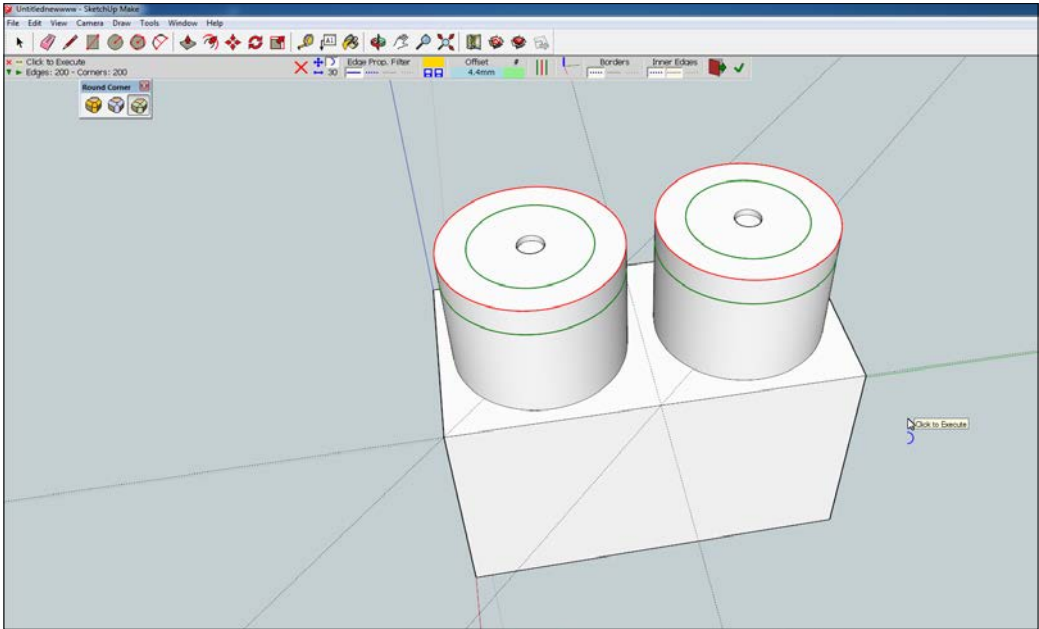 Untitlednewwww - SketchUp Make
File Edit View Camera Draw Tools Window Help
Click to Execute
Edges: 200 - Corners: 200
30
Edge Prop. Filter
Offset
4.4mm
#
Borders
Inner Edges
Round Corner
Click to Execute